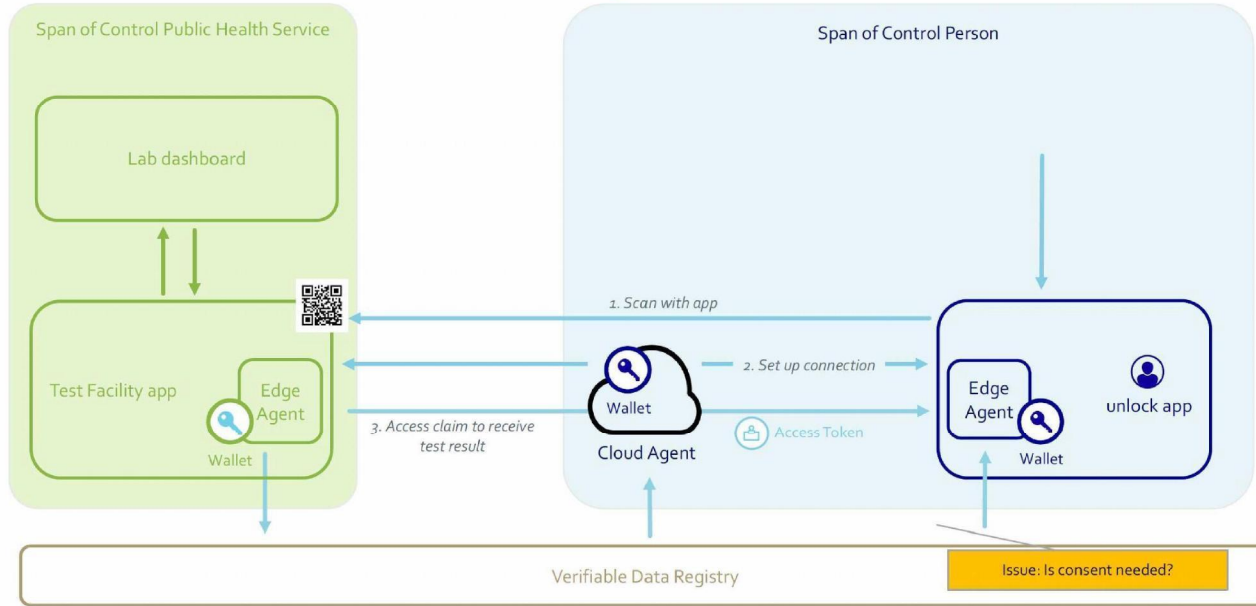 Span of Control Public Health Service
Span of Control Person
Lab dashboard
1. Scan with app
Test Facility app
Edge
Agent
Wallet
2. Set up connection
Wallet
Cloud Agent
3. Access claim to receive
test result
Access Token
Edge
Agent
Wallet
unlock app
Verifiable Data Registry
Issue: Is consent needed?